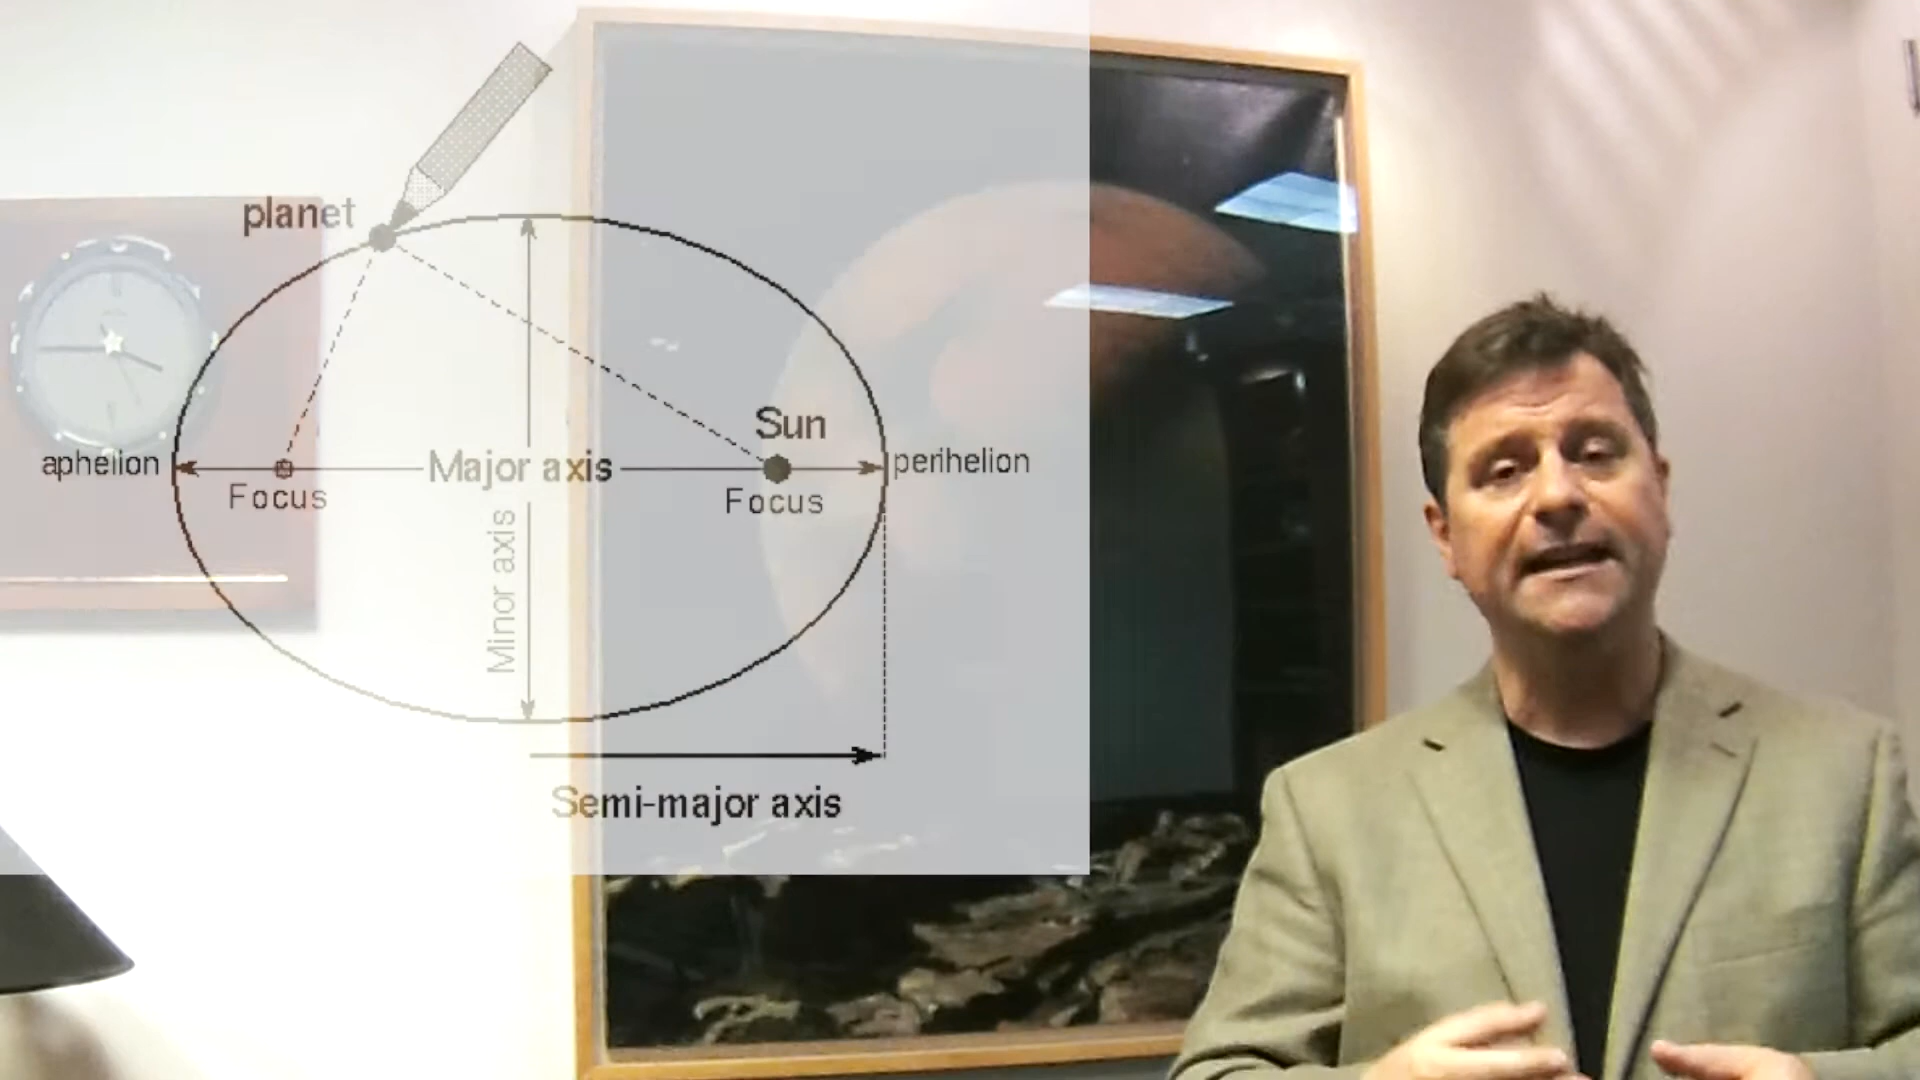 planet
Sun
aphelion
Major axis
perihelion
Focus
Focus
Minor axis
Semi-major axis